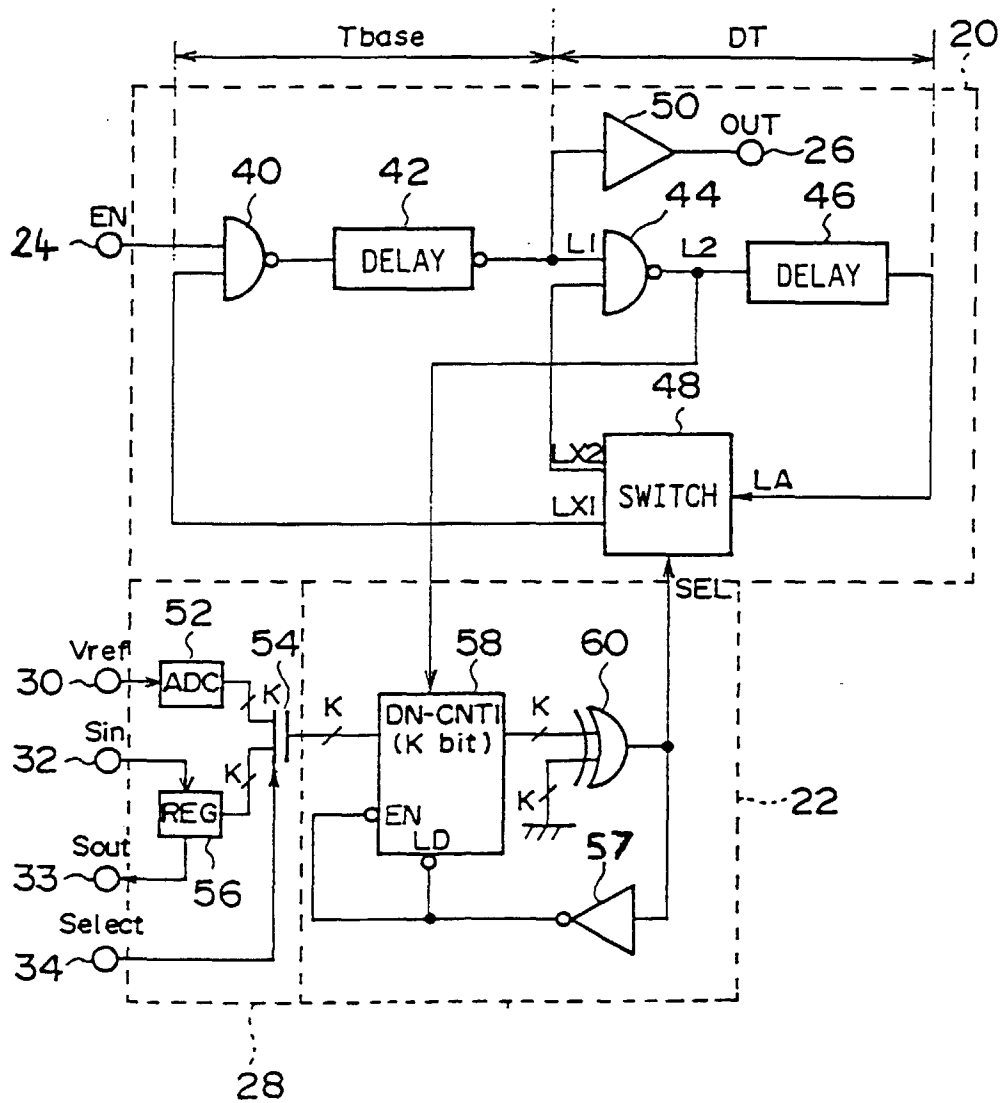 Tbase
DT
20
50
OUT
26
40
42
44
46
EN
24
DELAY
L1
L2
DELAY
48
LX2
SWITCH
LA
LX1
SEL
52
54
58
60
Vref
30
ADC
K
K
DN-CNT1
(K bit)
K
Sin
32
K
REG
K
EN
LD
22
Sout
33
56
57
Select
34
28